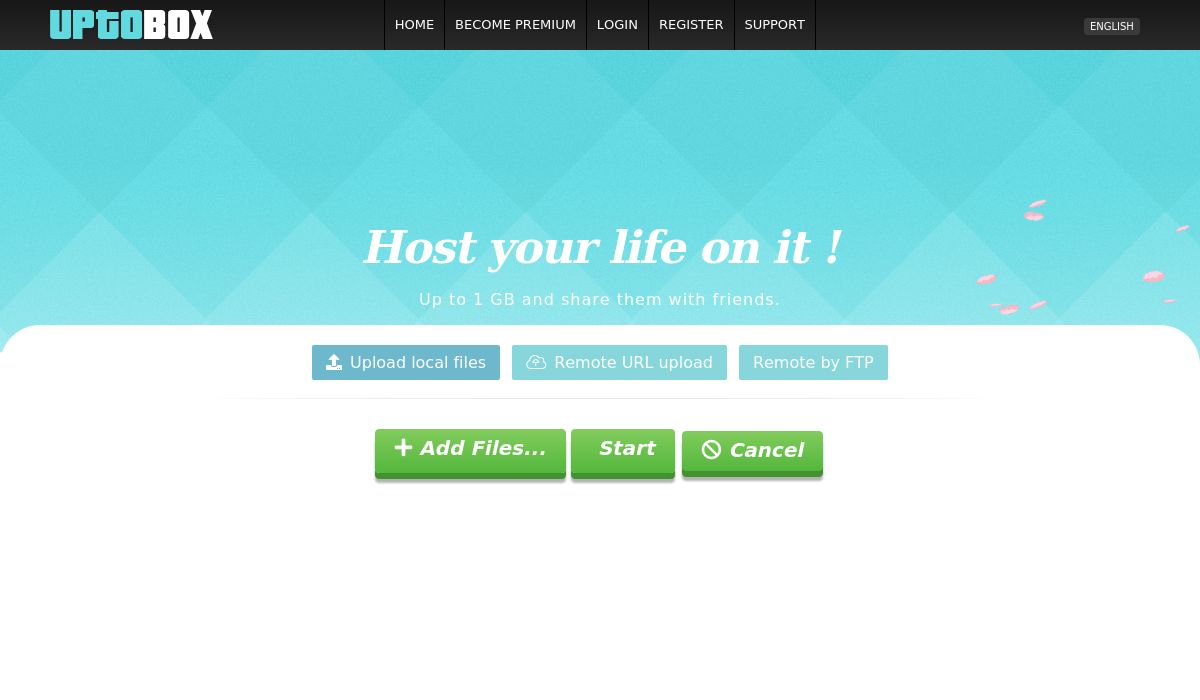 UPTOBOX HOME BECOME PREMIUM LOGIN REGISTER SUPPORT ENGLISH
Host your life on it !
Up to 1 GB and share them with friends.
Upload local files Remote URL upload Remote by FTP
Add Files... Start Cancel